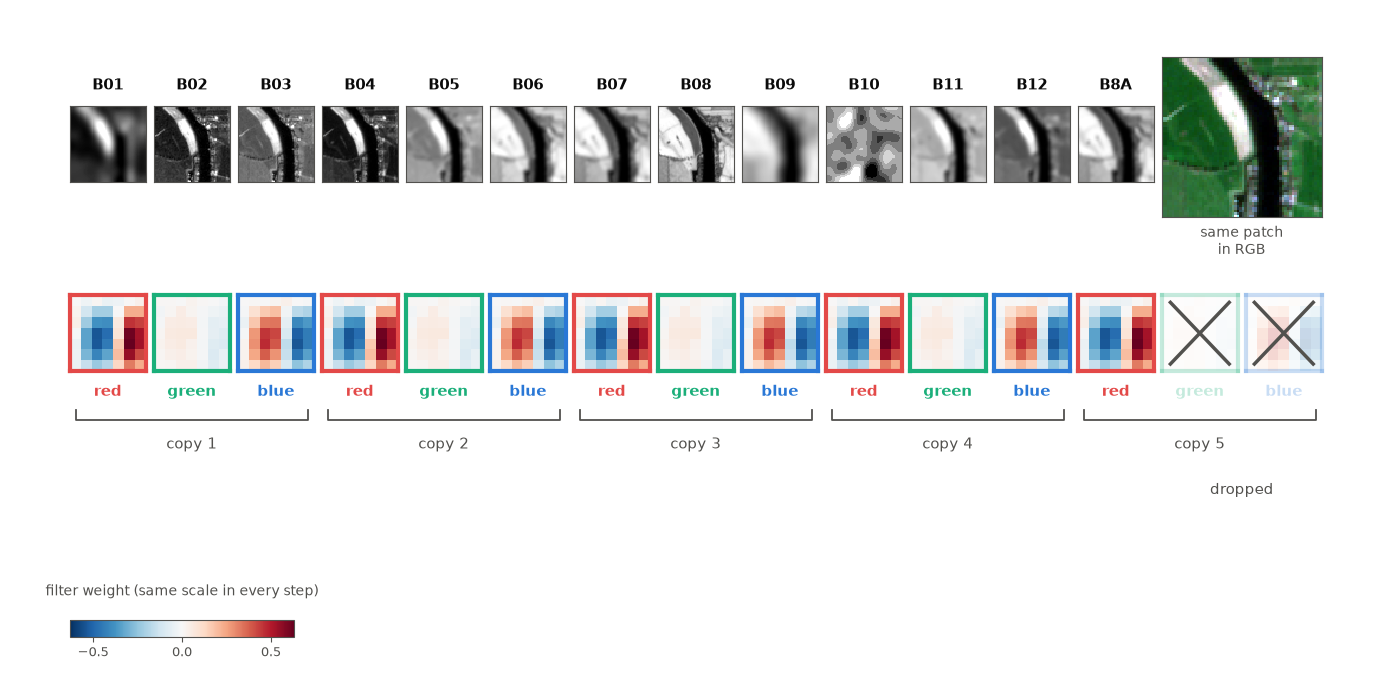 B01 B02 B03 B04 B05 B06 B07 B08 B09 B10 B11 B12 B8A
same patch
in RGB
red green blue red green blue red green blue red green blue red green blue
copy 1 copy 2 copy 3 copy 4 copy 5
dropped
filter weight (same scale in every step)
−0.5 0.0 0.5